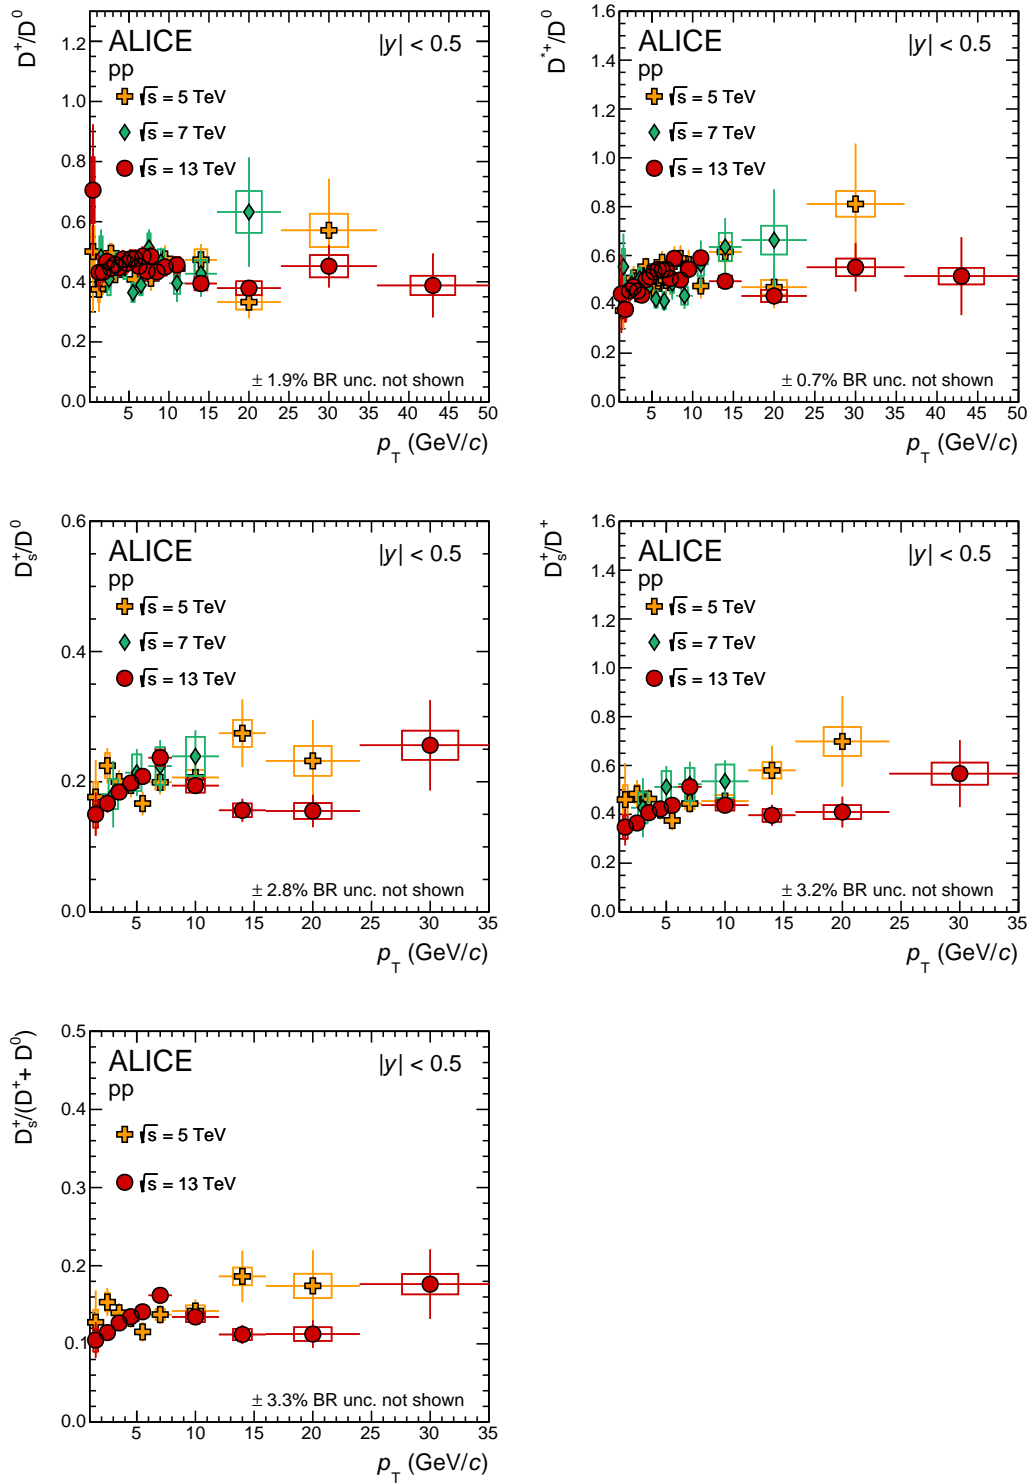 D⁺/D⁰
1.2
1.0
0.8
0.6
0.4
0.2
0.0
ALICE
|y| < 0.5
pp
√s = 5 TeV
√s = 7 TeV
√s = 13 TeV
± 1.9% BR unc. not shown
5 10 15 20 25 30 35 40 45 50
p_T (GeV/c)
D*⁺/D⁰
1.6
1.4
1.2
1.0
0.8
0.6
0.4
0.2
0.0
ALICE
|y| < 0.5
pp
√s = 5 TeV
√s = 7 TeV
√s = 13 TeV
± 0.7% BR unc. not shown
5 10 15 20 25 30 35 40 45 50
p_T (GeV/c)
D_s⁺/D⁰
0.6
0.4
0.2
0.0
ALICE
|y| < 0.5
pp
√s = 5 TeV
√s = 7 TeV
√s = 13 TeV
± 2.8% BR unc. not shown
5 10 15 20 25 30 35
p_T (GeV/c)
D_s⁺/D⁺
1.6
1.4
1.2
1.0
0.8
0.6
0.4
0.2
0.0
ALICE
|y| < 0.5
pp
√s = 5 TeV
√s = 7 TeV
√s = 13 TeV
± 3.2% BR unc. not shown
5 10 15 20 25 30 35
p_T (GeV/c)
D_s⁺/(D⁺ + D⁰)
0.5
0.4
0.3
0.2
0.1
0.0
ALICE
|y| < 0.5
pp
√s = 5 TeV
√s = 13 TeV
± 3.3% BR unc. not shown
5 10 15 20 25 30 35
p_T (GeV/c)